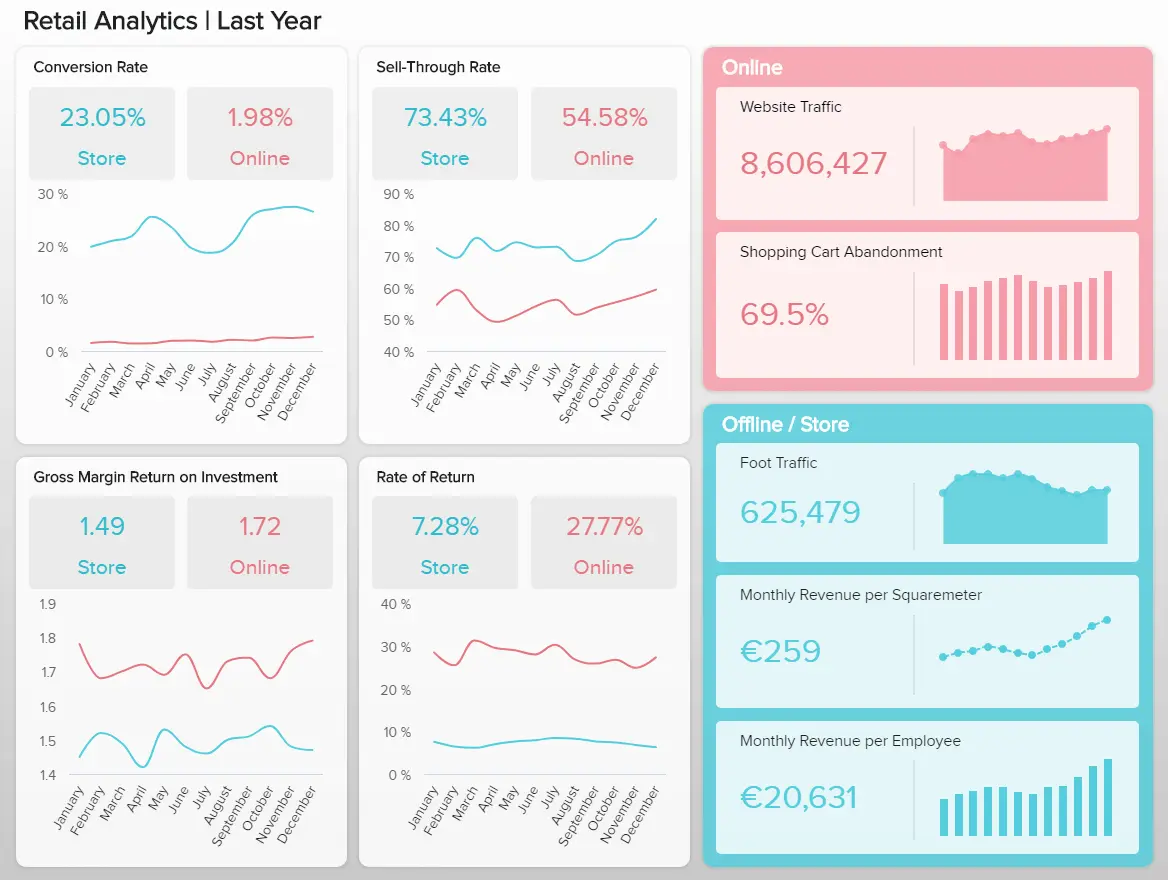 Retail Analytics | Last Year
Conversion Rate
23.05%
Store
1.98%
Online
30 %
20 %
10 %
0 %
January
February
March
April
May
June
July
August
September
October
November
December
Sell-Through Rate
73.43%
Store
54.58%
Online
90 %
80 %
70 %
60 %
50 %
40 %
January
February
March
April
May
June
July
August
September
October
November
December
Gross Margin Return on Investment
1.49
Store
1.72
Online
1.9
1.8
1.7
1.6
1.5
1.4
January
February
March
April
May
June
July
August
September
October
November
December
Rate of Return
7.28%
Store
27.77%
Online
40 %
30 %
20 %
10 %
0 %
January
February
March
April
May
June
July
August
September
October
November
December
Online
Website Traffic
8,606,427
Shopping Cart Abandonment
69.5%
Offline / Store
Foot Traffic
625,479
Monthly Revenue per Squaremeter
€259
Monthly Revenue per Employee
€20,631